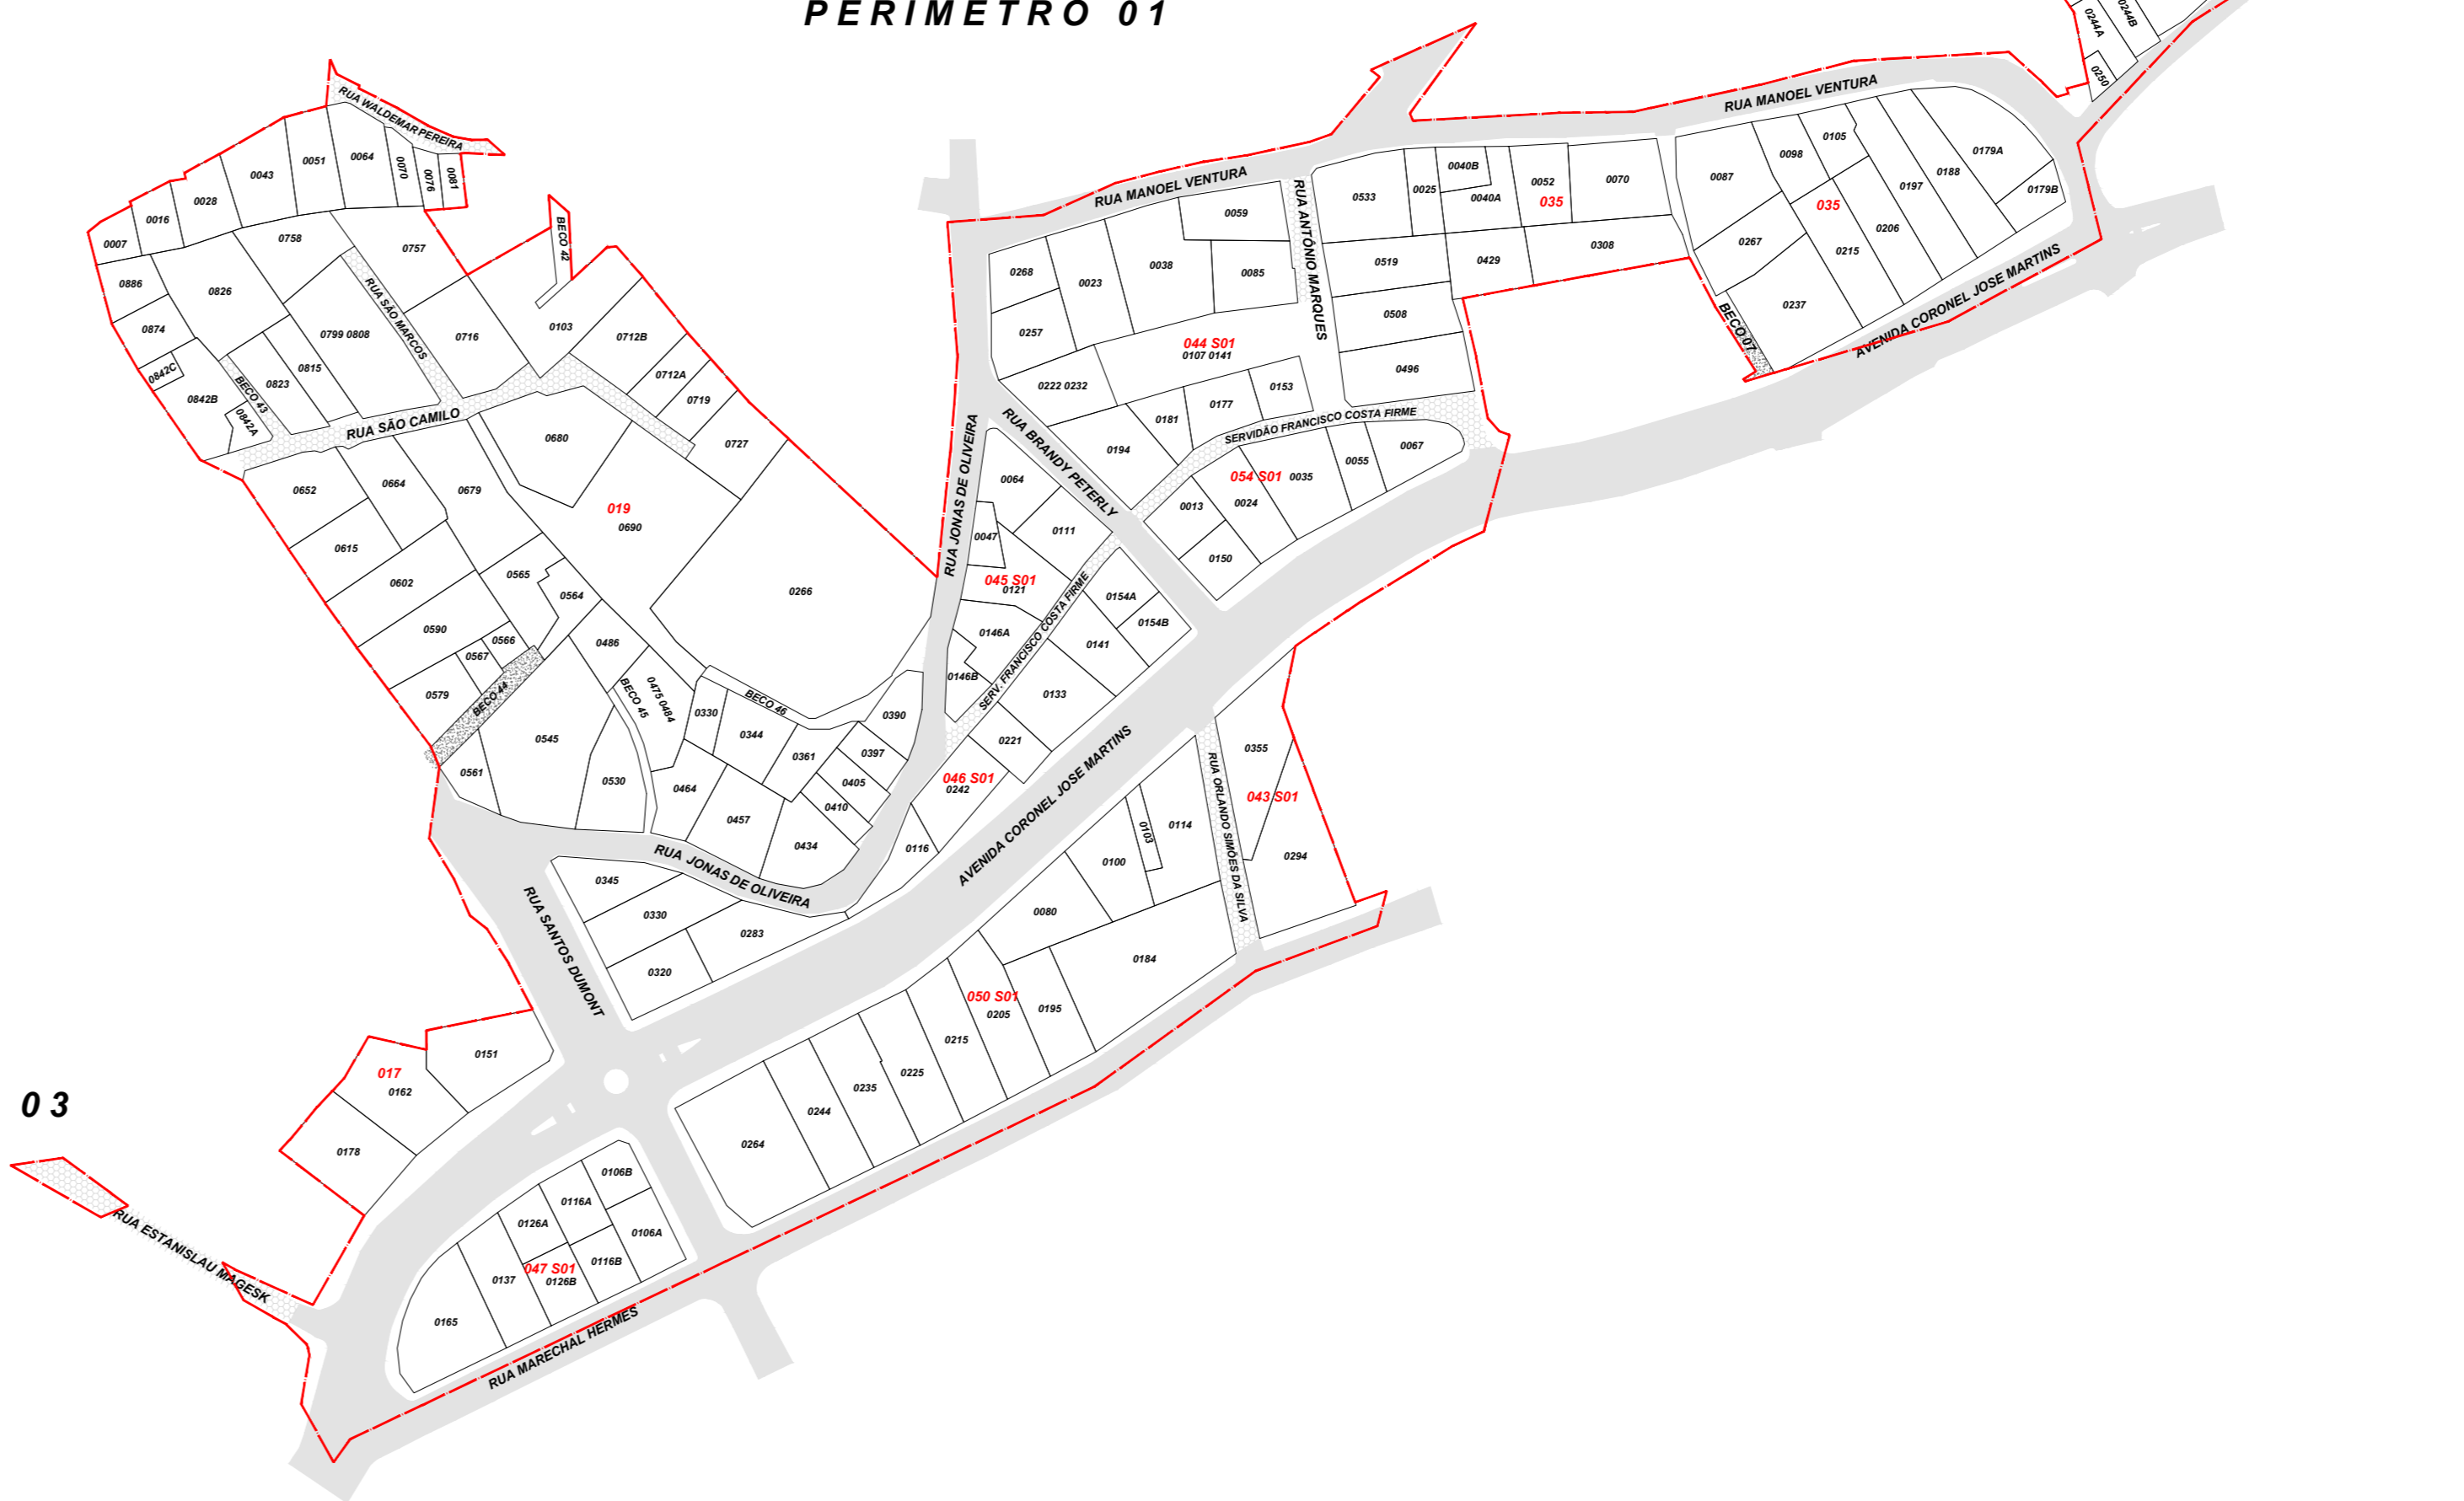 PERIMETRO 01
0244A
0244B
0250
RUA WALDEMAR PEREIRA
RUA MANOEL VENTURA
0043
0051
0064
0070
0076
0081
0028
0016
0007
0758
0757
BECO 42
0886
0826
0874
0799 0808
RUA SÃO MARCOS
0716
0103
0712B
0712A
0719
0842C
0842B
BECO 43
0842A
0823
0815
RUA SÃO CAMILO
0680
0727
0652
0664
0679
019
0690
0615
0602
0565
0564
0266
0590
0566
0567
0579
BECO 44
0486
BECO 45
0475 0484
0330
BECO 46
0344
0361
0390
0397
0405
0410
0545
0561
0530
0464
0457
0434
RUA JONAS DE OLIVEIRA
RUA MANOEL VENTURA
0059
RUA ANTÔNIO MARQUES
0268
0023
0038
0085
0257
044 S01
0107 0141
0222 0232
0153
0177
0181
0194
SERVIDÃO FRANCISCO COSTA FIRME
0533
0025
0040B
0040A
0052
035
0070
0519
0429
0308
0508
0496
0087
0098
0105
0197
0188
0179A
0179B
035
0267
0206
0215
0237
BECO 07
AVENIDA CORONEL JOSE MARTINS
RUA JONAS DE OLIVEIRA
RUA BRANDY PETERLY
054 S01
0035
0055
0067
0013
0024
0150
0064
0047
0111
045 S01
0121
0146A
0146B
SERV. FRANCISCO COSTA FIRME
0154A
0154B
0141
0133
0221
046 S01
0242
0116
AVENIDA CORONEL JOSE MARTINS
RUA ORLANDO SIMÕES DA SILVA
0355
043 S01
0294
0114
0103
0100
0080
0184
0195
050 S01
0205
0215
0225
0235
0244
0264
0345
0330
0283
0320
RUA SANTOS DUMONT
0151
017
0162
0178
03
RUA ESTANISLAU MAGESK
0106B
0116A
0126A
0106A
0116B
047 S01
0126B
0137
0165
RUA MARECHAL HERMES